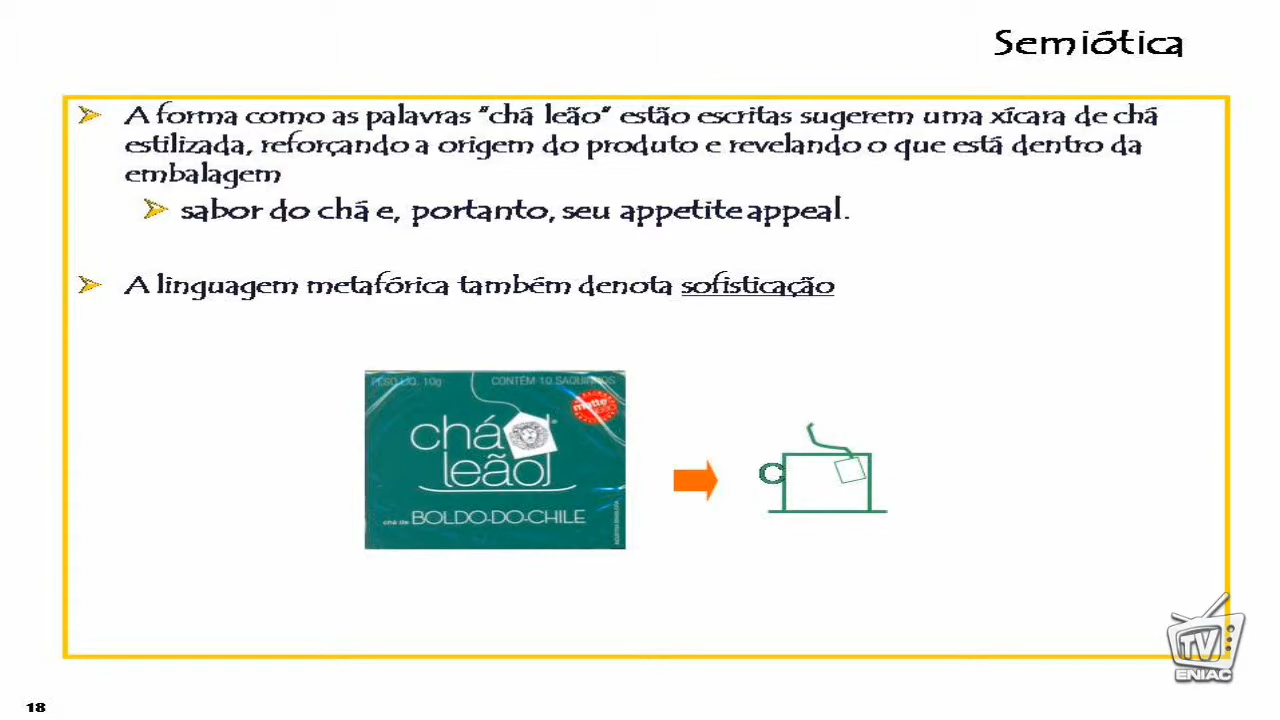 Semiótica
A forma como as palavras "chá leão" estão escritas sugerem uma xícara de chá
estilizada, reforçando a origem do produto e revelando o que está dentro da
embalagem
sabor do chá e, portanto, seu appetite appeal.
A linguagem metafórica também denota sofisticação
PESO LÍQ. 10g
CONTÉM 10 SAQUINHOS
matte
chá
leão
chá de BOLDO-DO-CHILE
C
TV
ENIAC
18